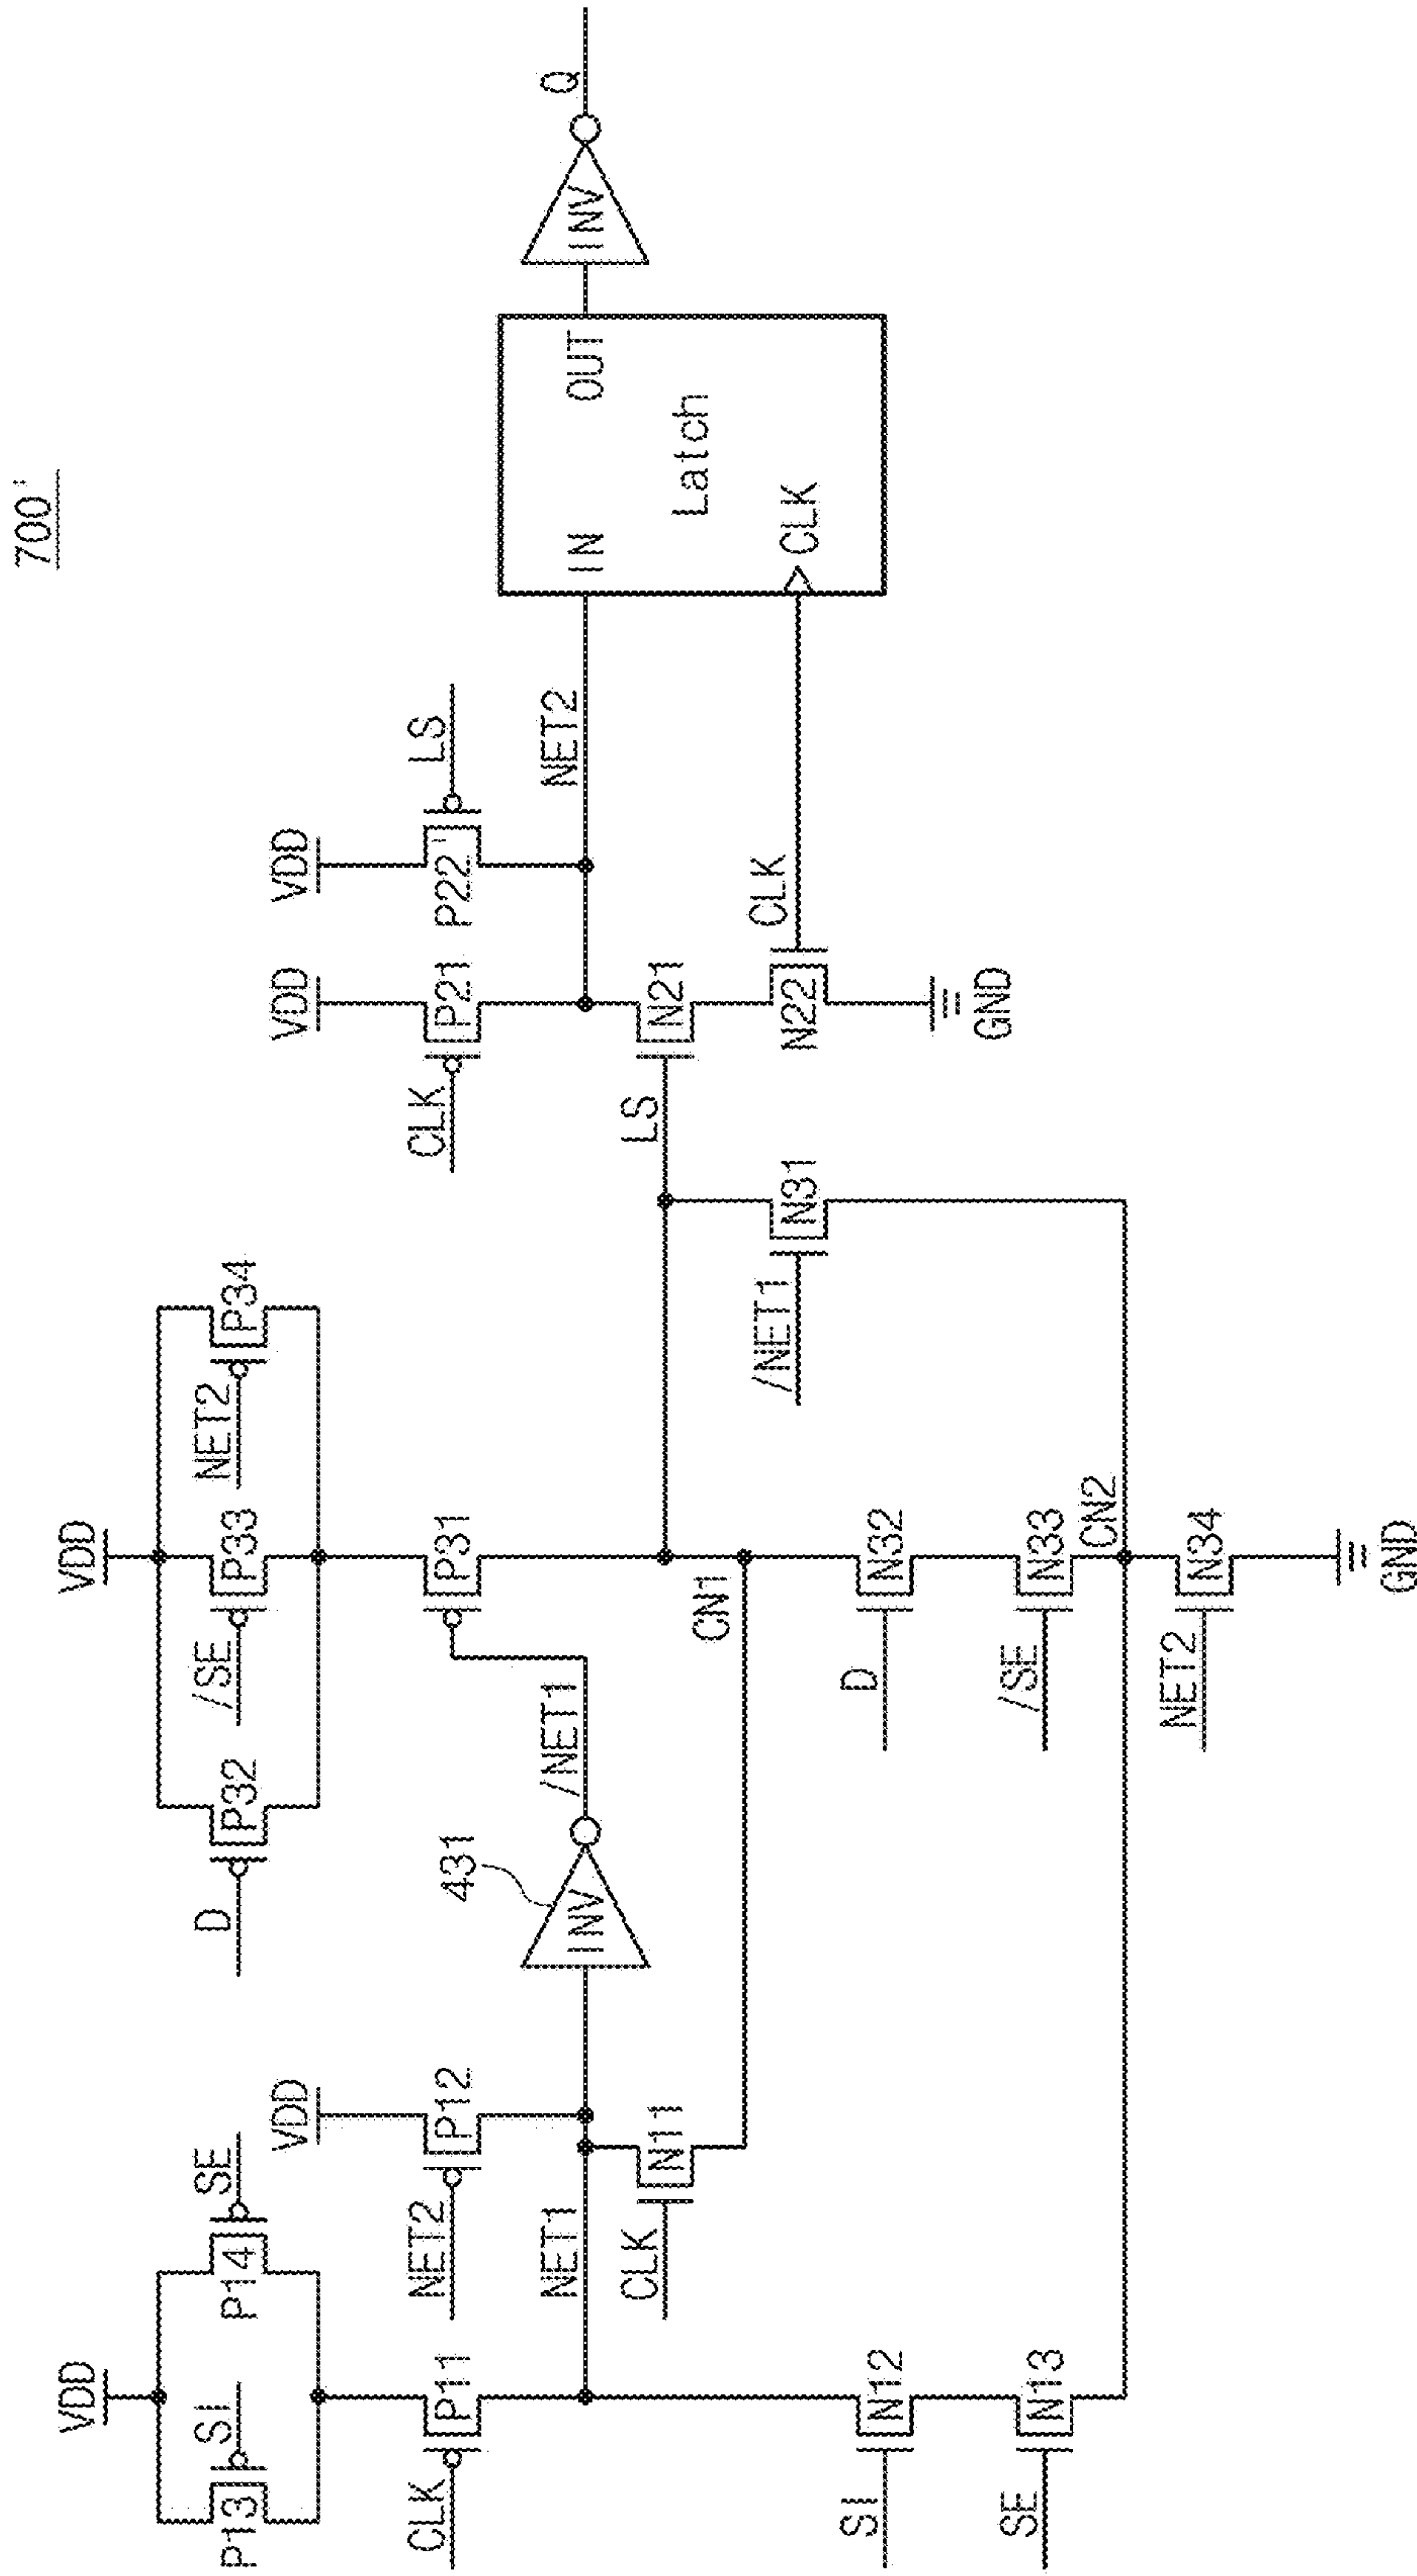 700'
VDD
VDD
D
/SE
NET2
P32
P33
P34
SI
SE
P13
P14
VDD
VDD
VDD
CLK
NET2
CLK
LS
P11
P12
P31
P21
P22'
431
NET1
INV
/NET1
NET2
IN
OUT
INV
Q
Latch
CLK
N11
LS
N21
CN1
/NET1
N31
CLK
CLK
N22
SI
N12
D
N32
GND
SE
N13
/SE
N33
CN2
NET2
N34
GND